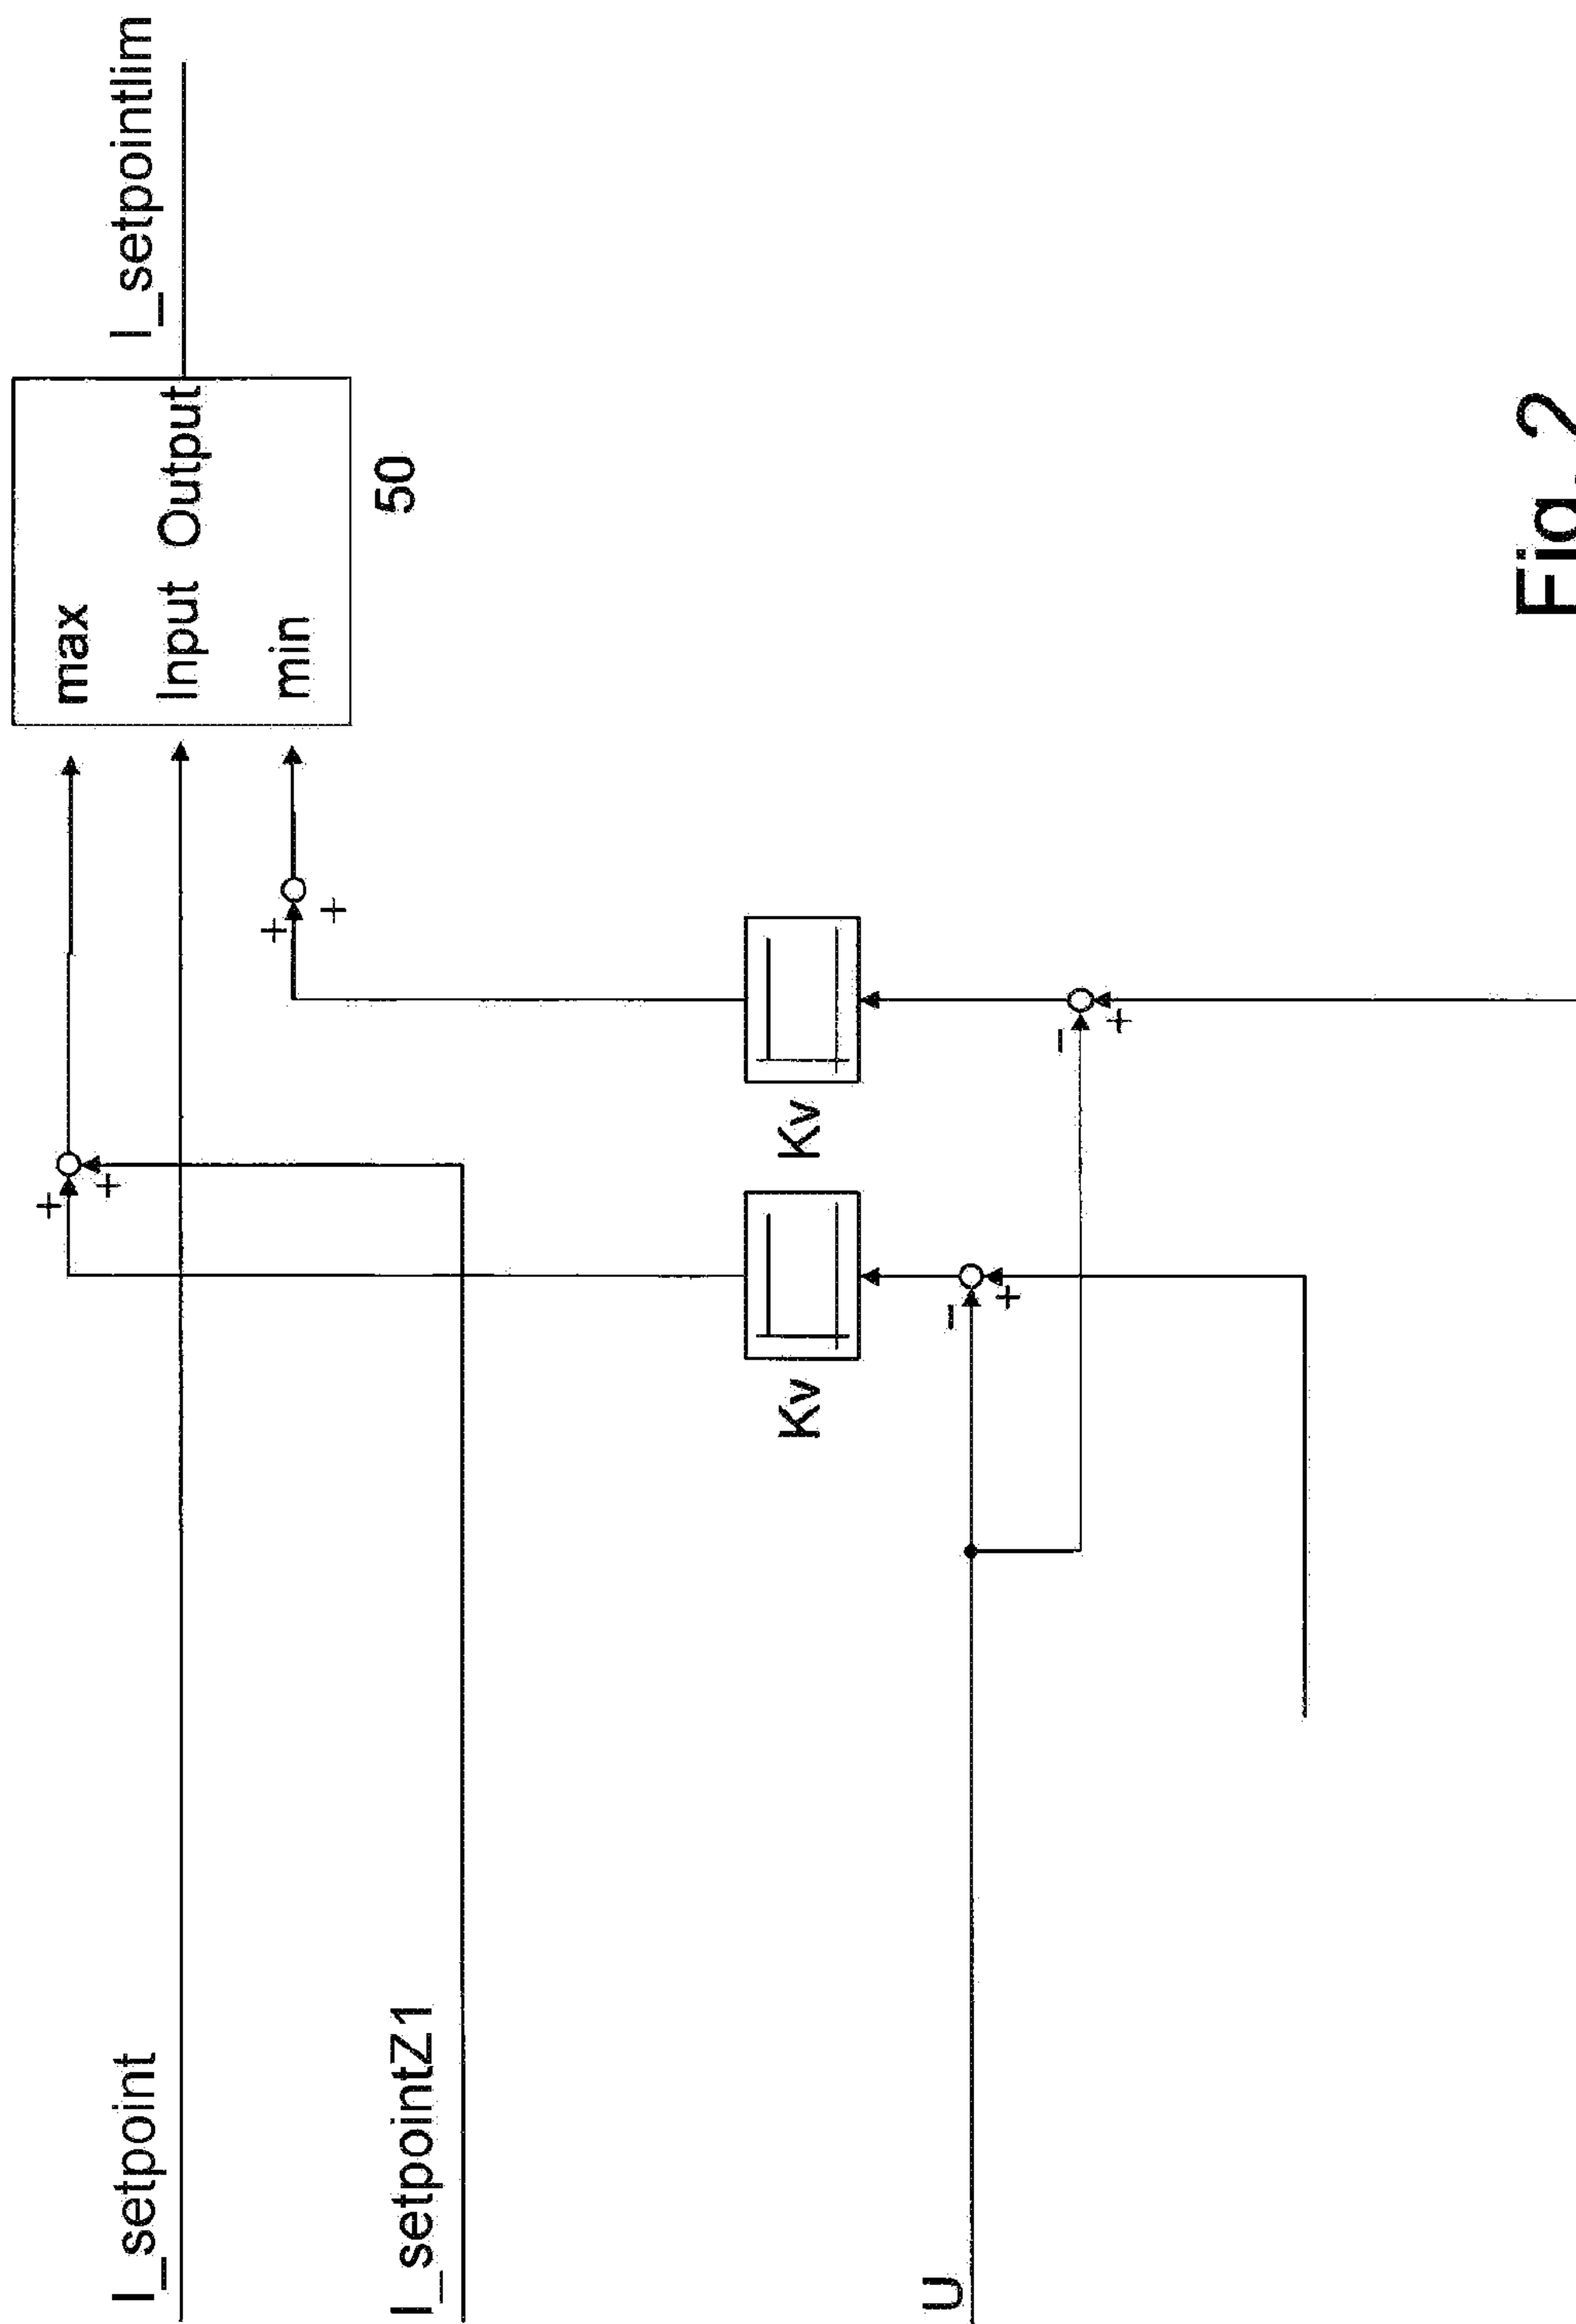 I_setpoint
I_setpointZ1
U
Kv
Kv
+
+
+
+
-
+
-
+
max
Input Output
min
50
I_setpointlim
Fig. 2